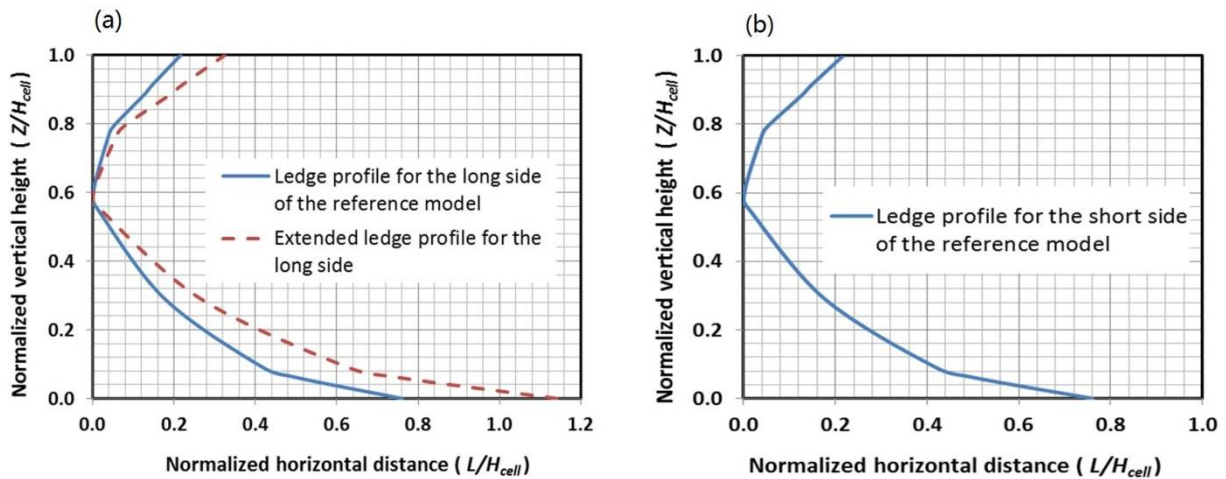 (a)
Normalized vertical height ( Z/Hcell)
1.0
0.8
0.6
0.4
0.2
0.0
Ledge profile for the long side
of the reference model
Extended ledge profile for the
long side
0.0 0.2 0.4 0.6 0.8 1.0 1.2
Normalized horizontal distance ( L/Hcell)
(b)
Normalized vertical height ( Z/Hcell)
1.0
0.8
0.6
0.4
0.2
0.0
Ledge profile for the short side
of the reference model
0.0 0.2 0.4 0.6 0.8 1.0
Normalized horizontal distance ( L/Hcell)